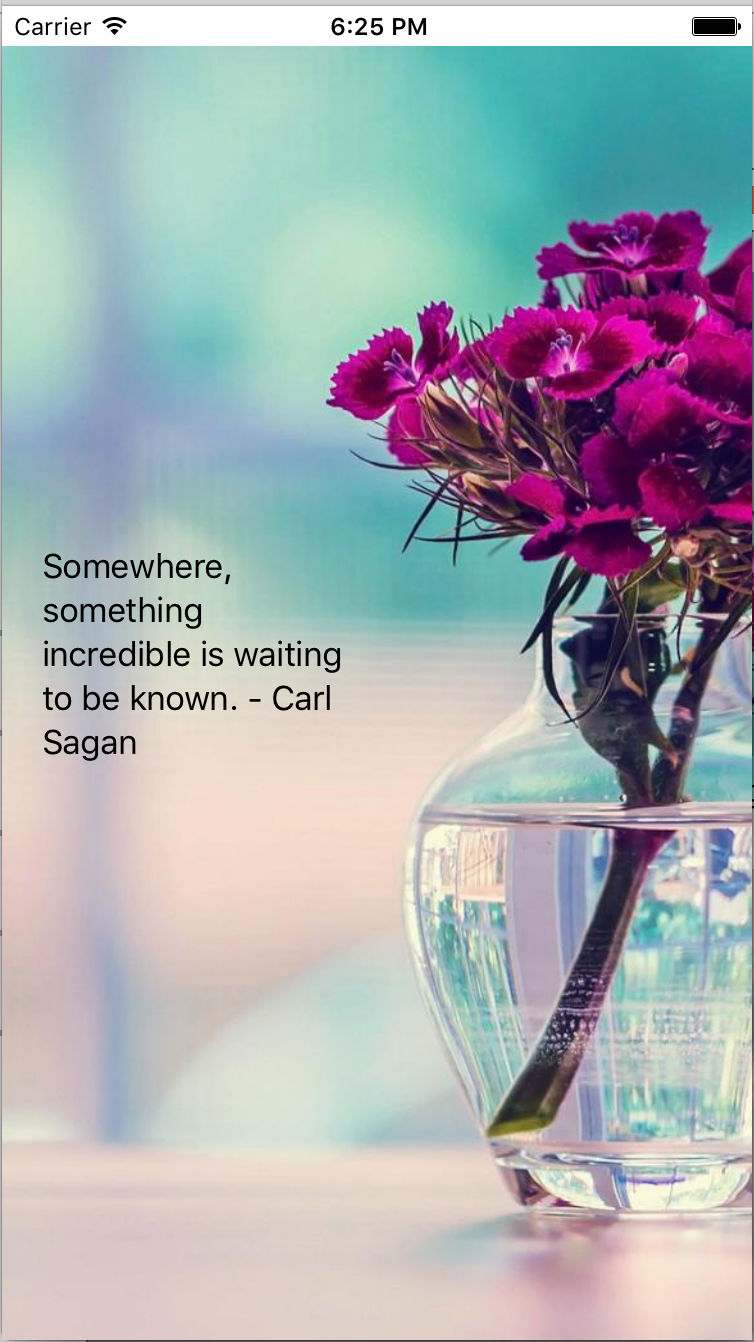 Carrier 6:25 PM
Somewhere,
something
incredible is waiting
to be known. - Carl
Sagan